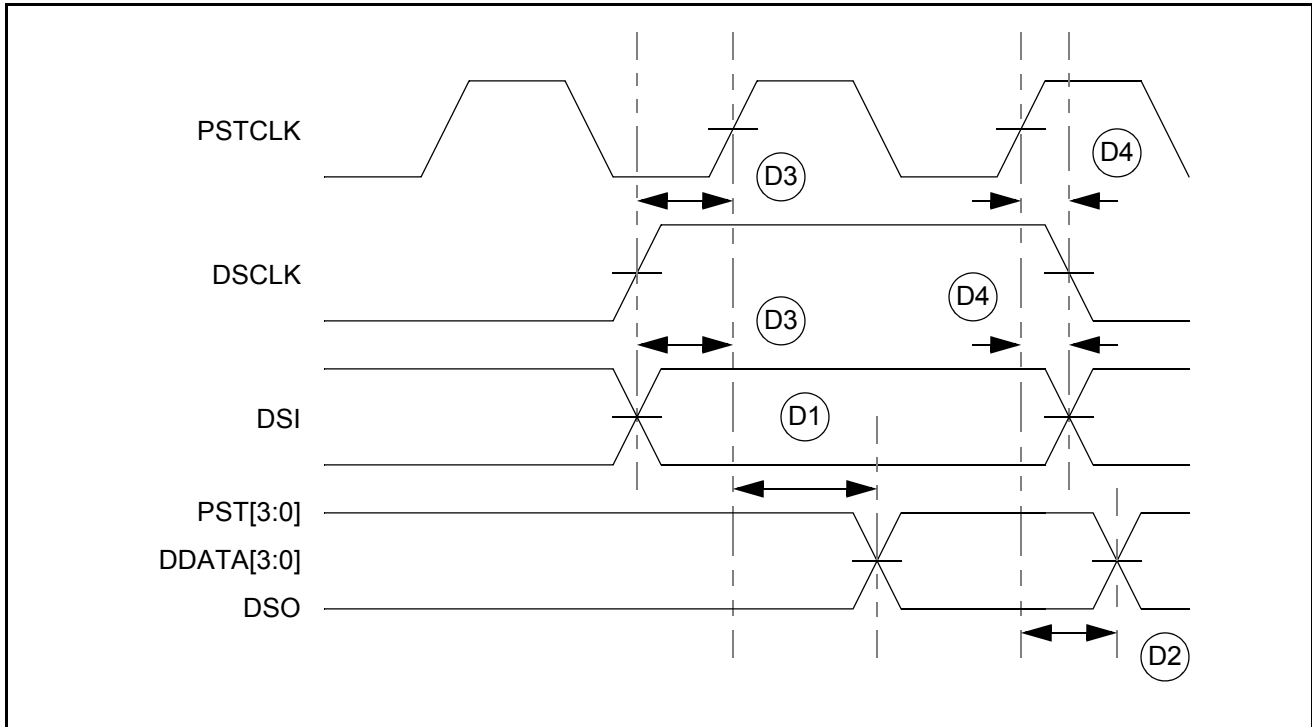 PSTCLK
D4
D3
DSCLK
D4
D3
DSI
D1
PST[3:0]
DDATA[3:0]
DSO
D2